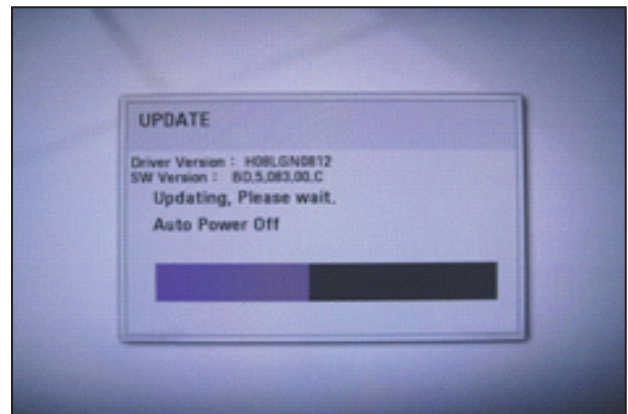 UPDATE
Driver Version : H08LGN0812
SW Version : BD.5,083,00,C
Updating, Please wait.
Auto Power Off